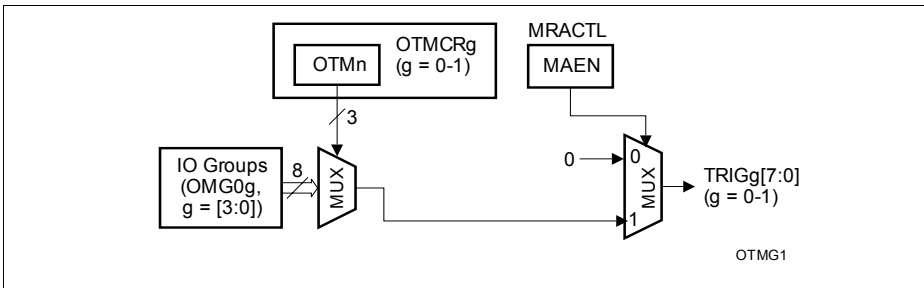 OTMCRg
(g = 0-1)
OTMn
MRACTL
MAEN
3
IO Groups
(OMG0g,
g = [3:0])
8
MUX
0
0
1
MUX
TRIGg[7:0]
(g = 0-1)
OTMG1